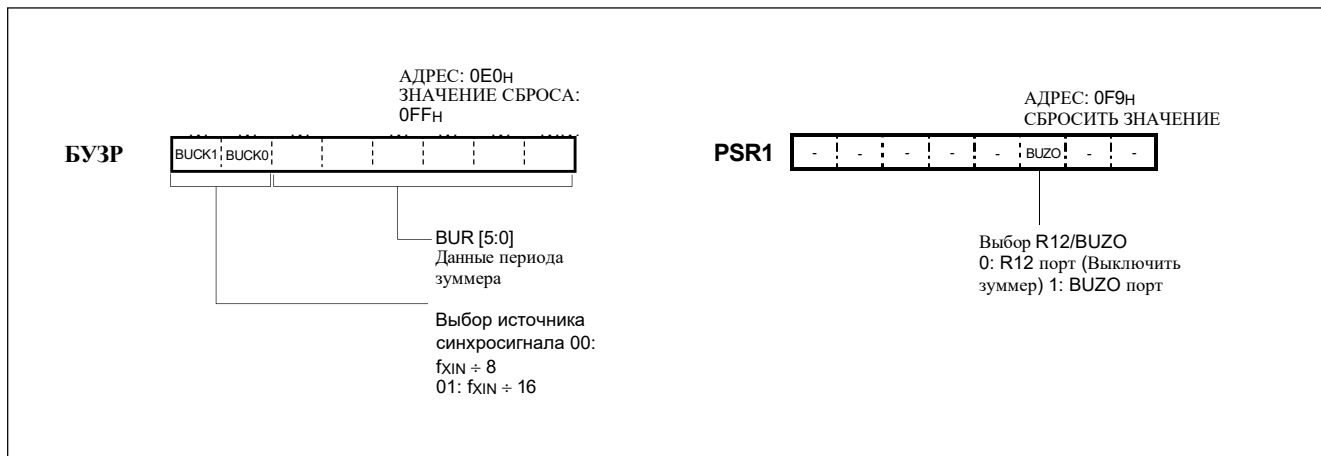 АДРЕС: 0E0H
ЗНАЧЕНИЕ СБРОСА:
0FFH
БУЗР
BUCK1 BUCK0
BUR [5:0]
Данные периода
зуммера
Выбор источника
синхросигнала 00:
fXIN ÷ 8
01: fXIN ÷ 16
АДРЕС: 0F9H
СБРОСИТЬ ЗНАЧЕНИЕ
PSR1
- - - - - BUZO - -
Выбор R12/BUZO
0: R12 порт (Выключить
зуммер) 1: BUZO порт